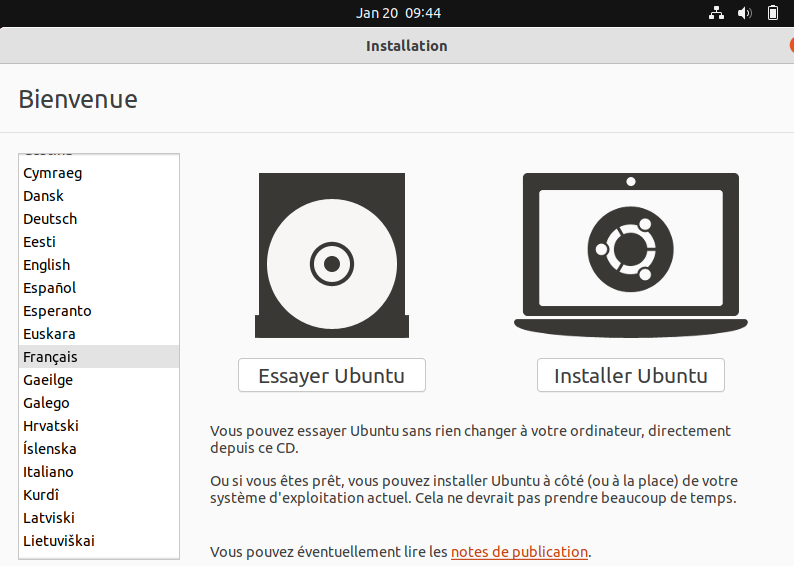 Jan 20 09:44
Installation
Bienvenue
Cymraeg
Dansk
Deutsch
Eesti
English
Español
Esperanto
Euskara
Français
Gaeilge
Galego
Hrvatski
Íslenska
Italiano
Kurdî
Latviski
Lietuviškai
Essayer Ubuntu
Installer Ubuntu
Vous pouvez essayer Ubuntu sans rien changer à votre ordinateur, directement
depuis ce CD.
Ou si vous êtes prêt, vous pouvez installer Ubuntu à côté (ou à la place) de votre
système d'exploitation actuel. Cela ne devrait pas prendre beaucoup de temps.
Vous pouvez éventuellement lire les notes de publication.